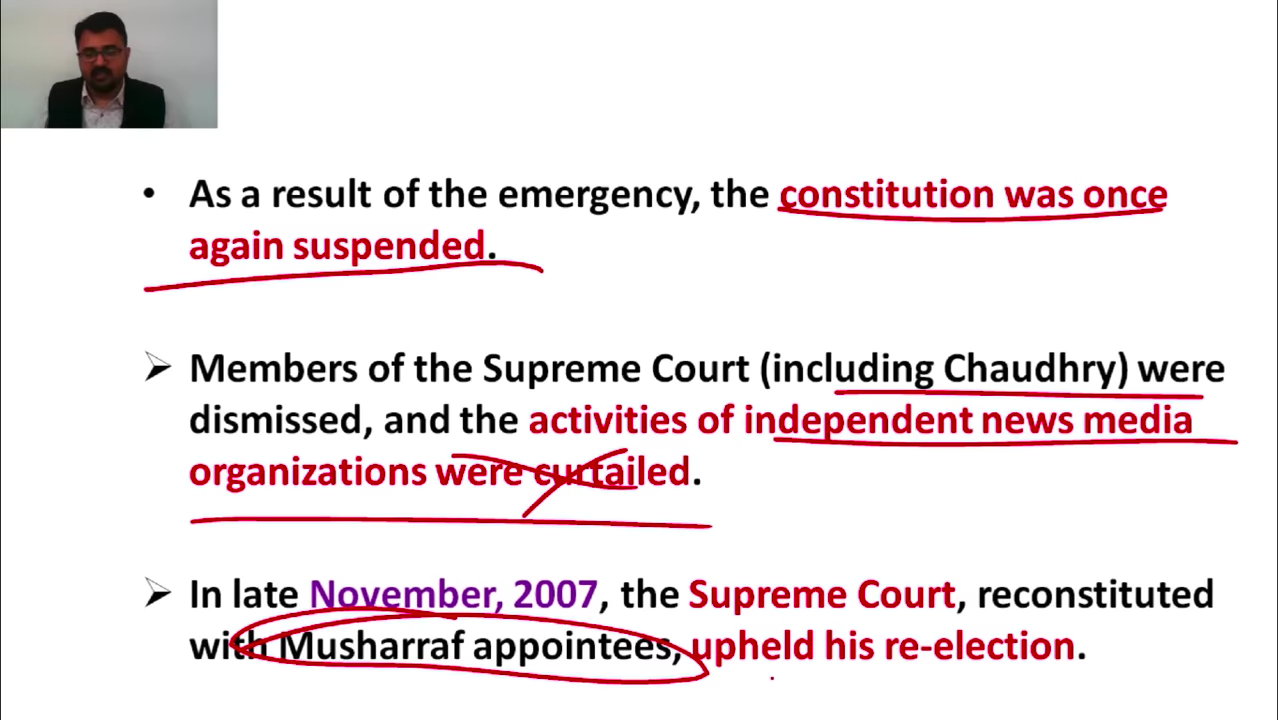 • As a result of the emergency, the constitution was once
again suspended.
➢ Members of the Supreme Court (including Chaudhry) were
dismissed, and the activities of independent news media
organizations were curtailed.
➢ In late November, 2007, the Supreme Court, reconstituted
with Musharraf appointees, upheld his re-election.